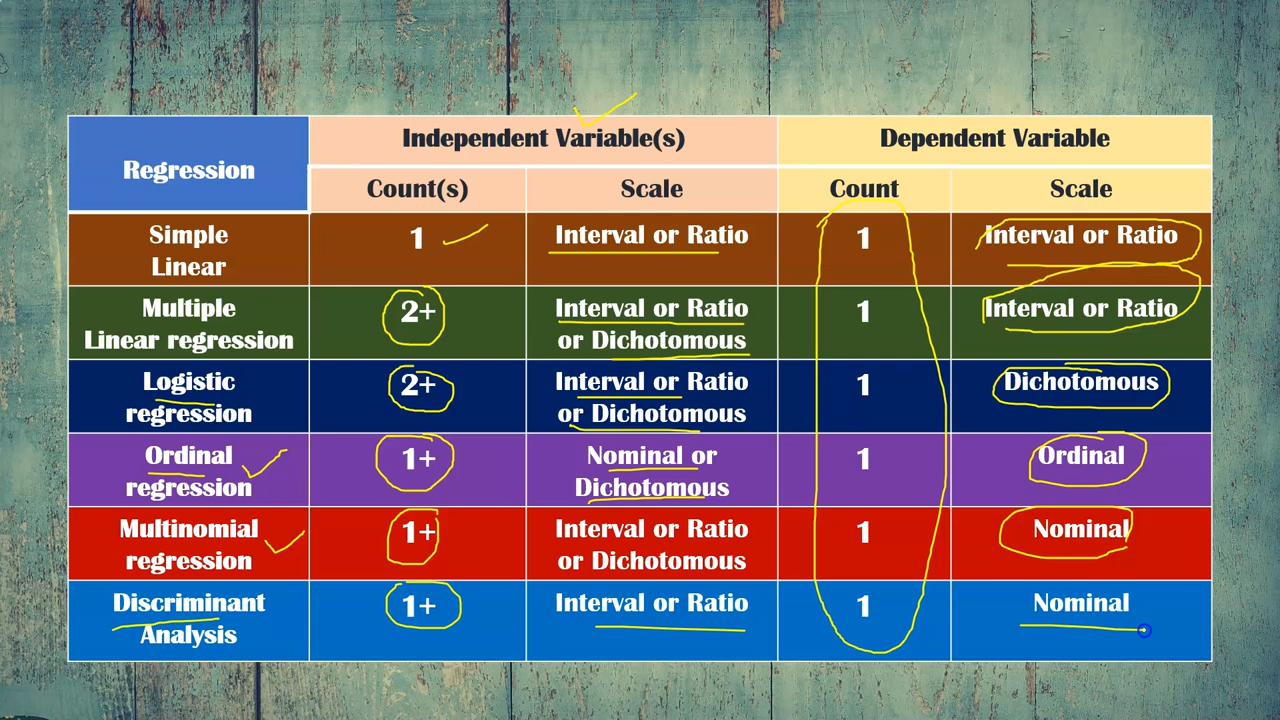 Regression
Independent Variable(s)
Dependent Variable
Count(s)
Scale
Count
Scale
Simple
Linear
1
Interval or Ratio
1
Interval or Ratio
Multiple
Linear regression
2+
Interval or Ratio
or Dichotomous
1
Interval or Ratio
Logistic
regression
2+
Interval or Ratio
or Dichotomous
1
Dichotomous
Ordinal
regression
1+
Nominal or
Dichotomous
1
Ordinal
Multinomial
regression
1+
Interval or Ratio
or Dichotomous
1
Nominal
Discriminant
Analysis
1+
Interval or Ratio
1
Nominal